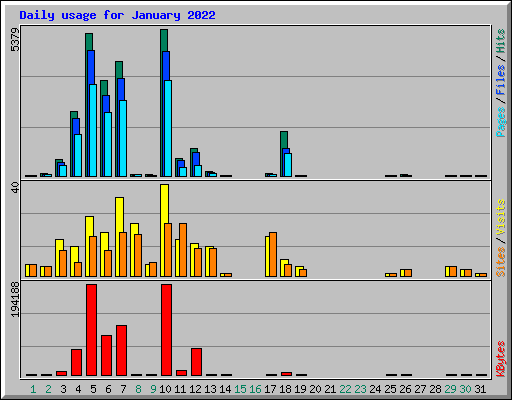 Daily usage for January 2022
5379
Pages / Files / Hits
40
Sites / Visits
194188
KBytes
1 2 3 4 5 6 7 8 9 10 11 12 13 14 15 16 17 18 19 20 21 22 23 24 25 26 27 28 29 30 31